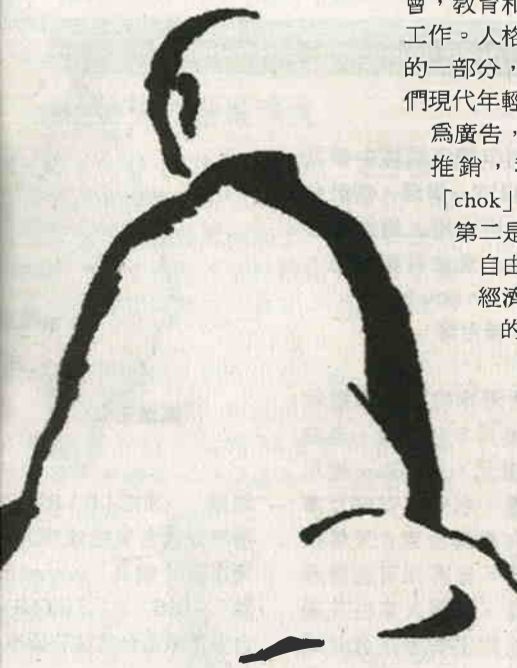 會，教育和
工作。人格
的一部分，
們現代年輕
爲廣告，
推銷，
「chok」
第二是
自由
經濟
的